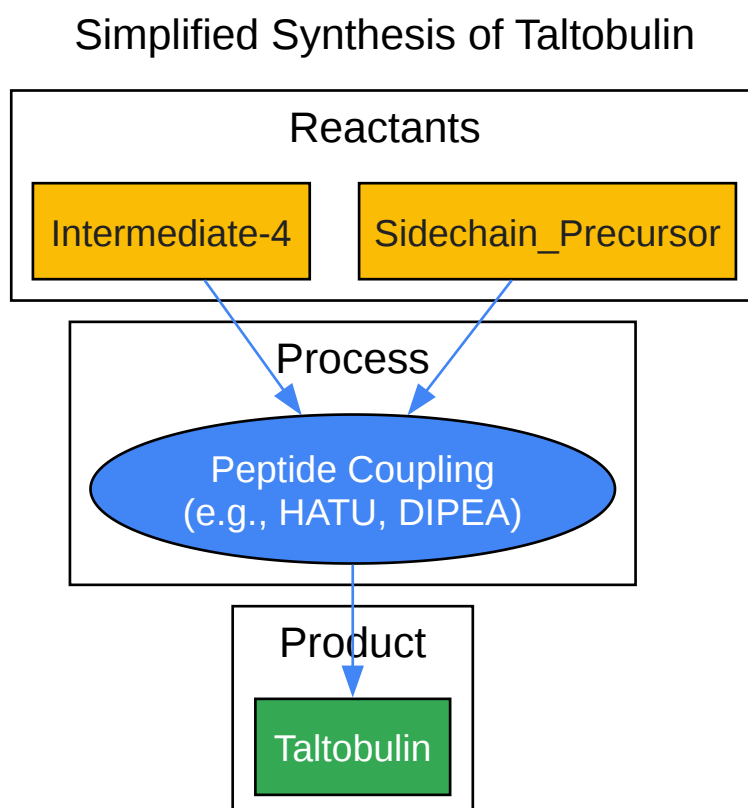 Simplified Synthesis of Taltobulin
Reactants
Intermediate-4
Sidechain_Precursor
Process
Peptide Coupling
(e.g., HATU, DIPEA)
Product
Taltobulin